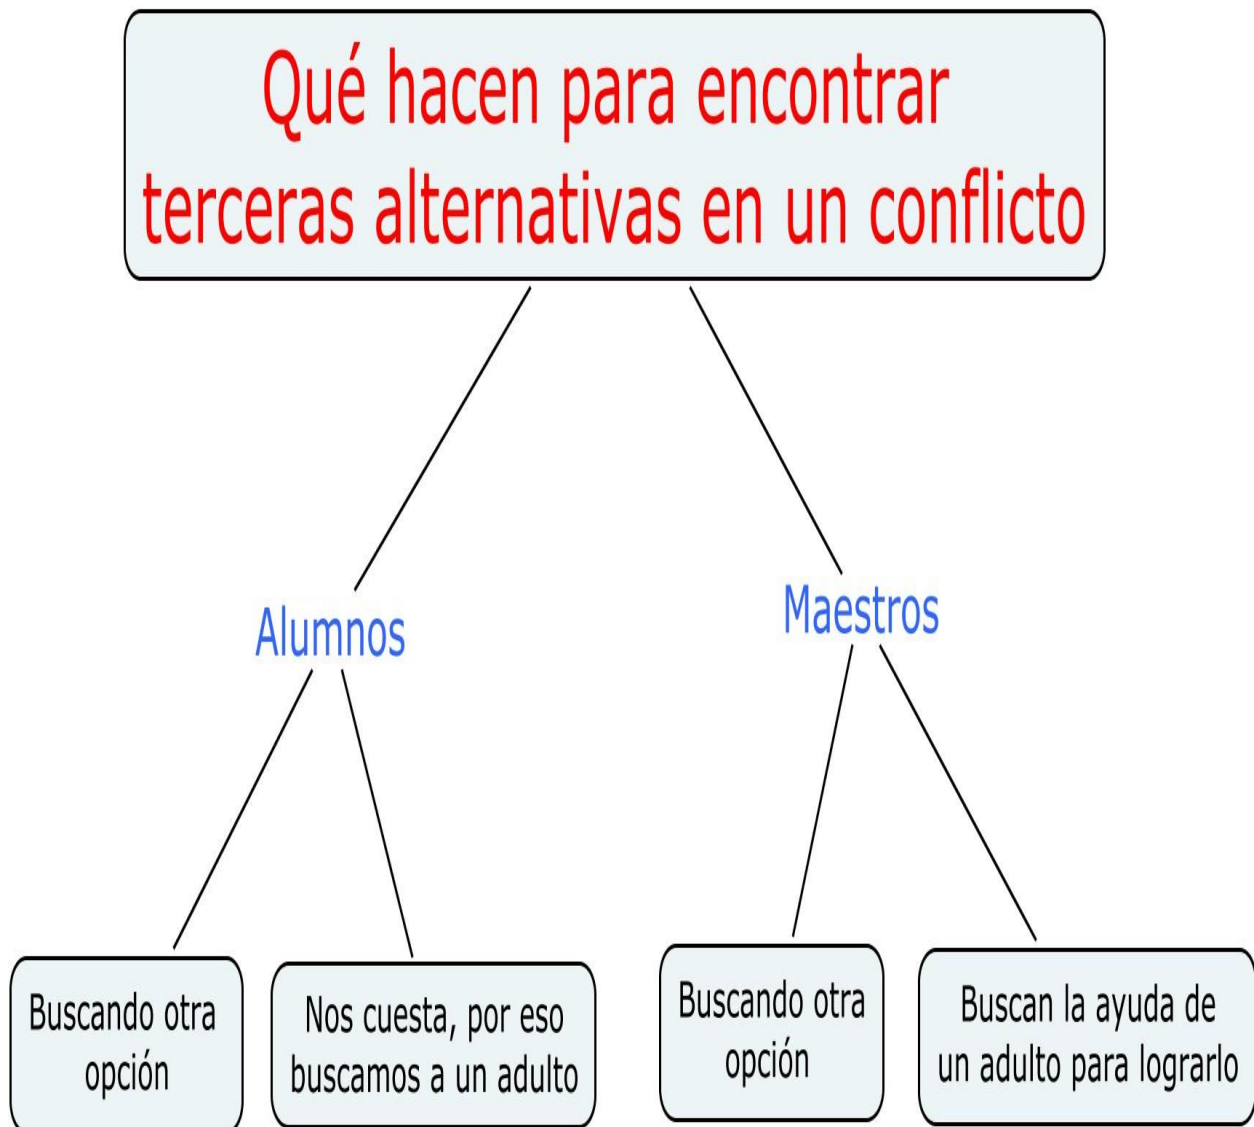 Qué hacen para encontrar
terceras alternativas en un conflicto
Alumnos
Maestros
Buscando otra
opción
Nos cuesta, por eso
buscamos a un adulto
Buscando otra
opción
Buscan la ayuda de
un adulto para lograrlo